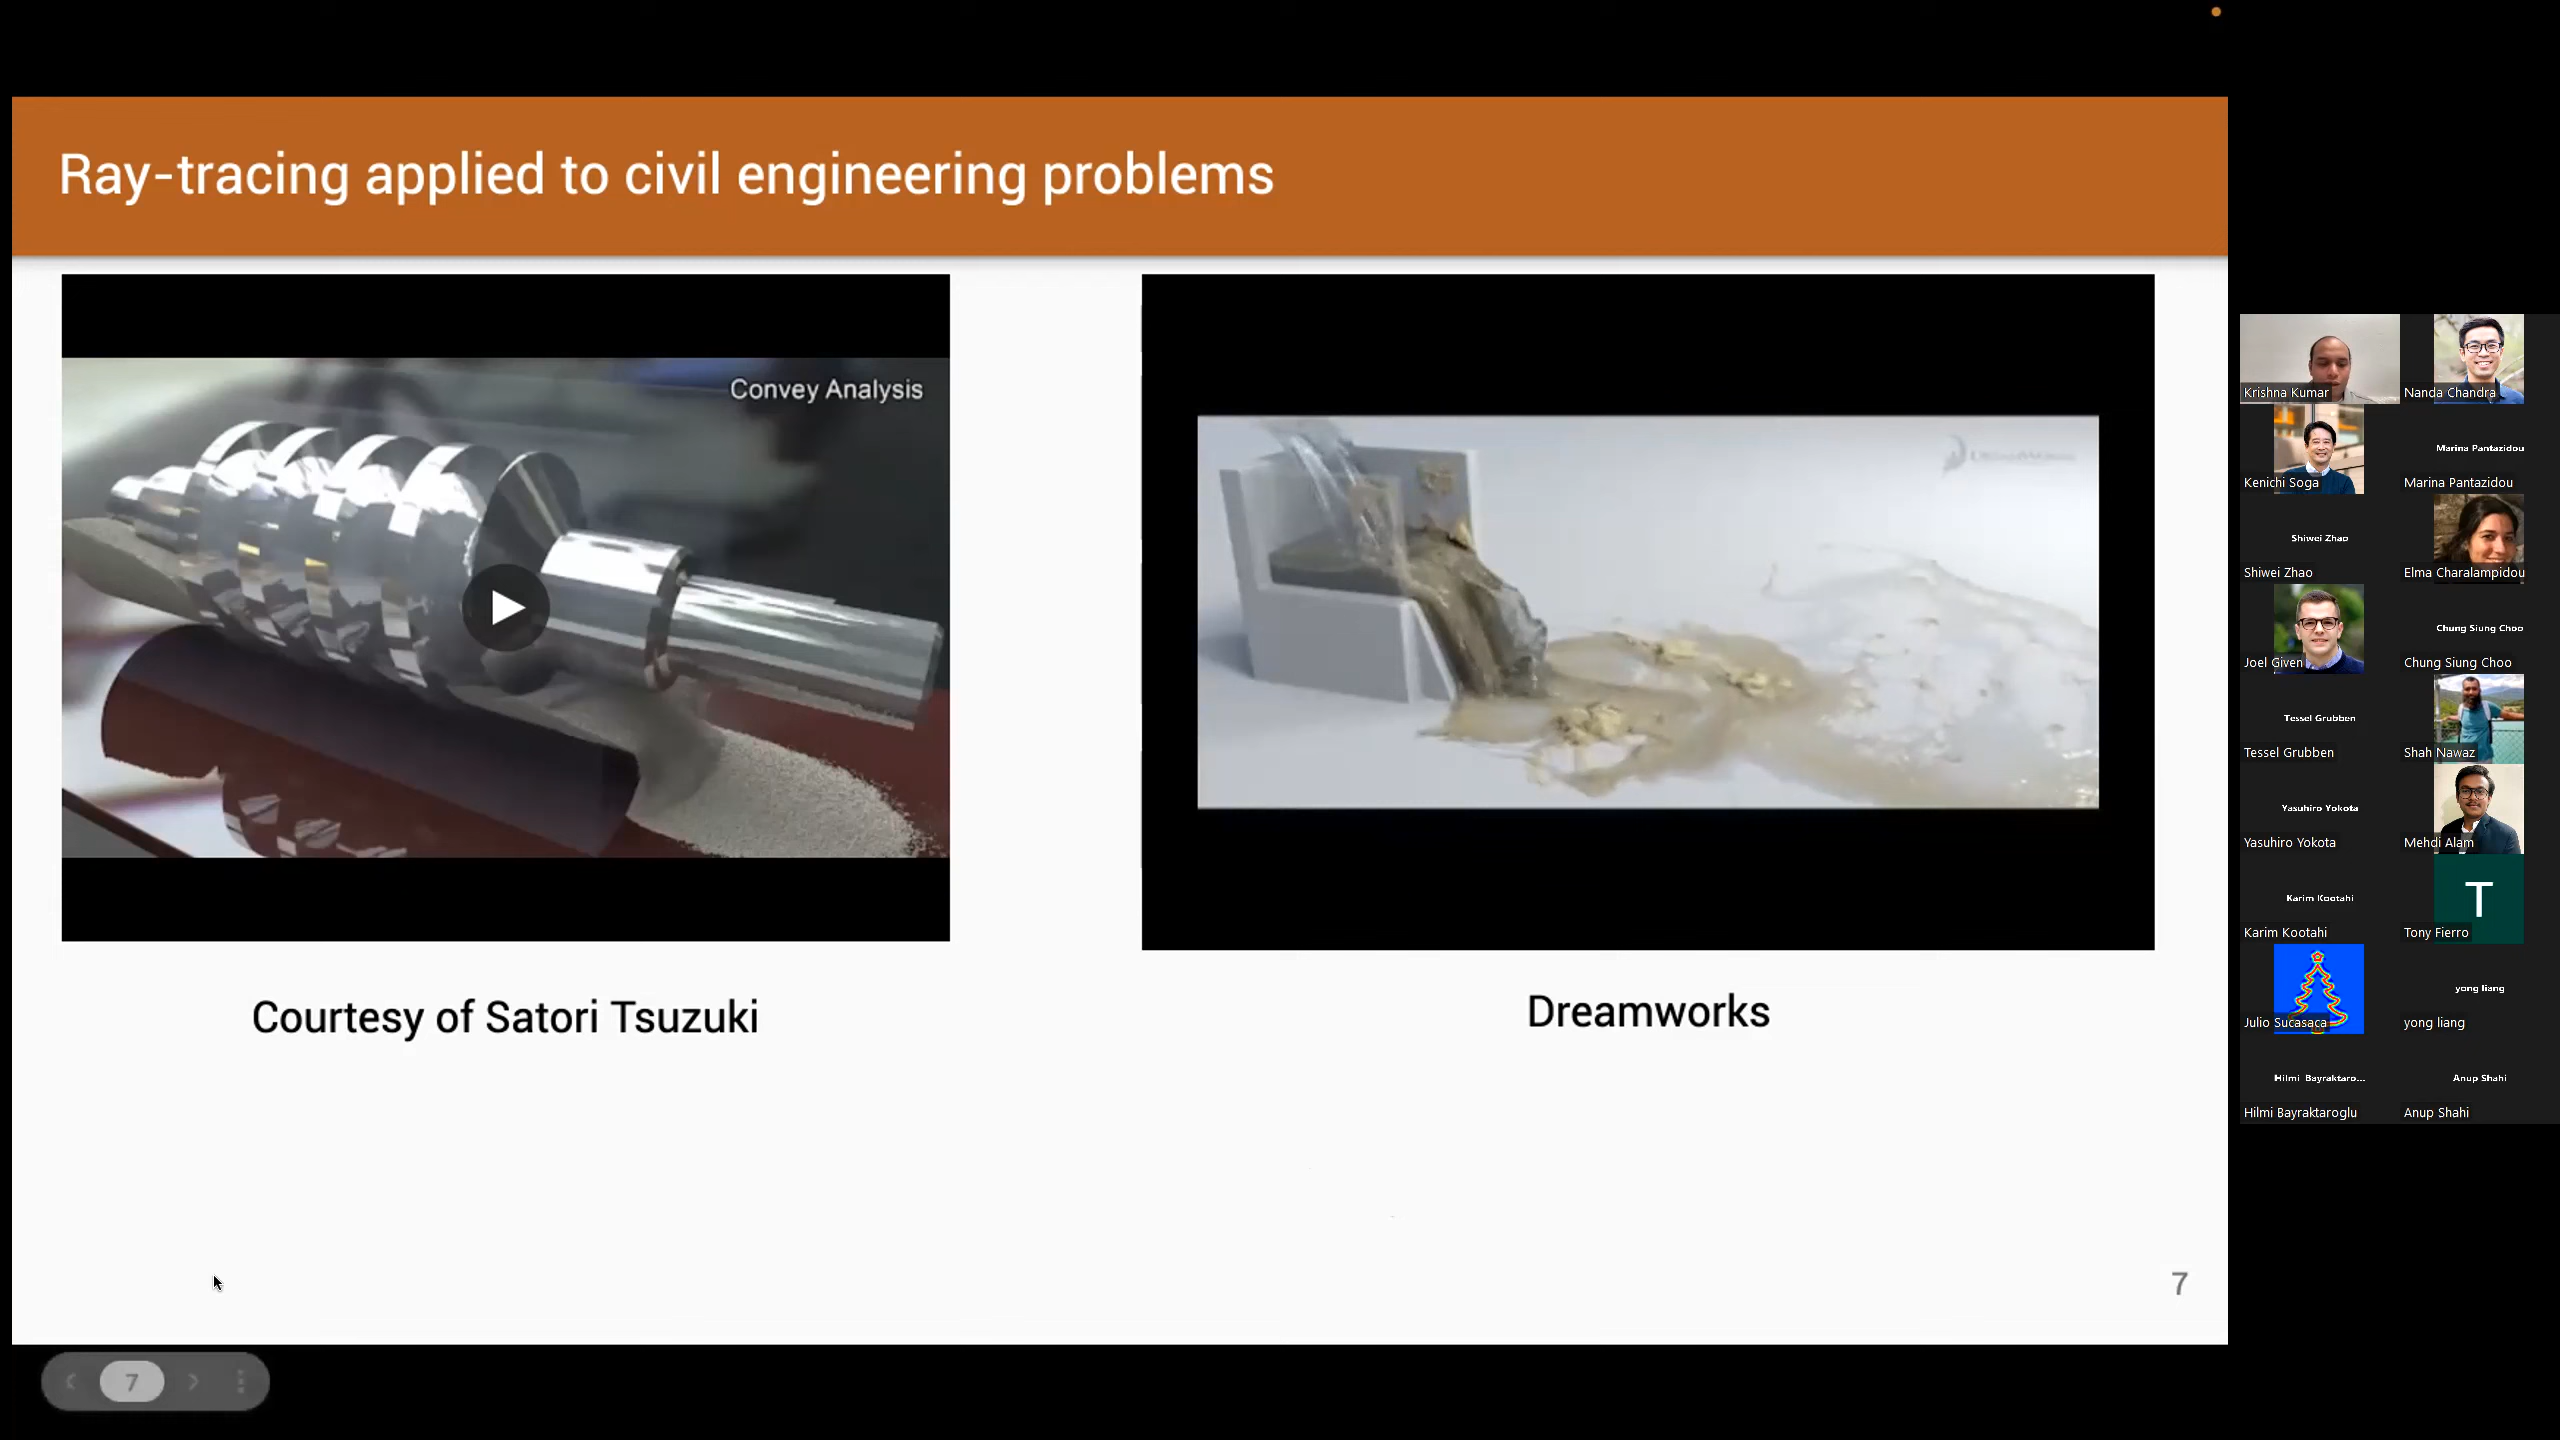 Ray-tracing applied to civil engineering problems
Convey Analysis
Courtesy of Satori Tsuzuki
Dreamworks
7
7
Krishna Kumar
Nanda Chandra
Kenichi Soga
Marina Pantazidou
Marina Pantazidou
Shiwei Zhao
Shiwei Zhao
Elma Charalampidou
Joel Given
Chung Siung Choo
Chung Siung Choo
Tessel Grubben
Tessel Grubben
Shah Nawaz
Yasuhiro Yokota
Yasuhiro Yokota
Mehdi Alam
Karim Kootahi
Karim Kootahi
T
Tony Fierro
Julio Sucasaca
yong liang
yong liang
Hilmi Bayraktaro...
Hilmi Bayraktaroglu
Anup Shahi
Anup Shahi